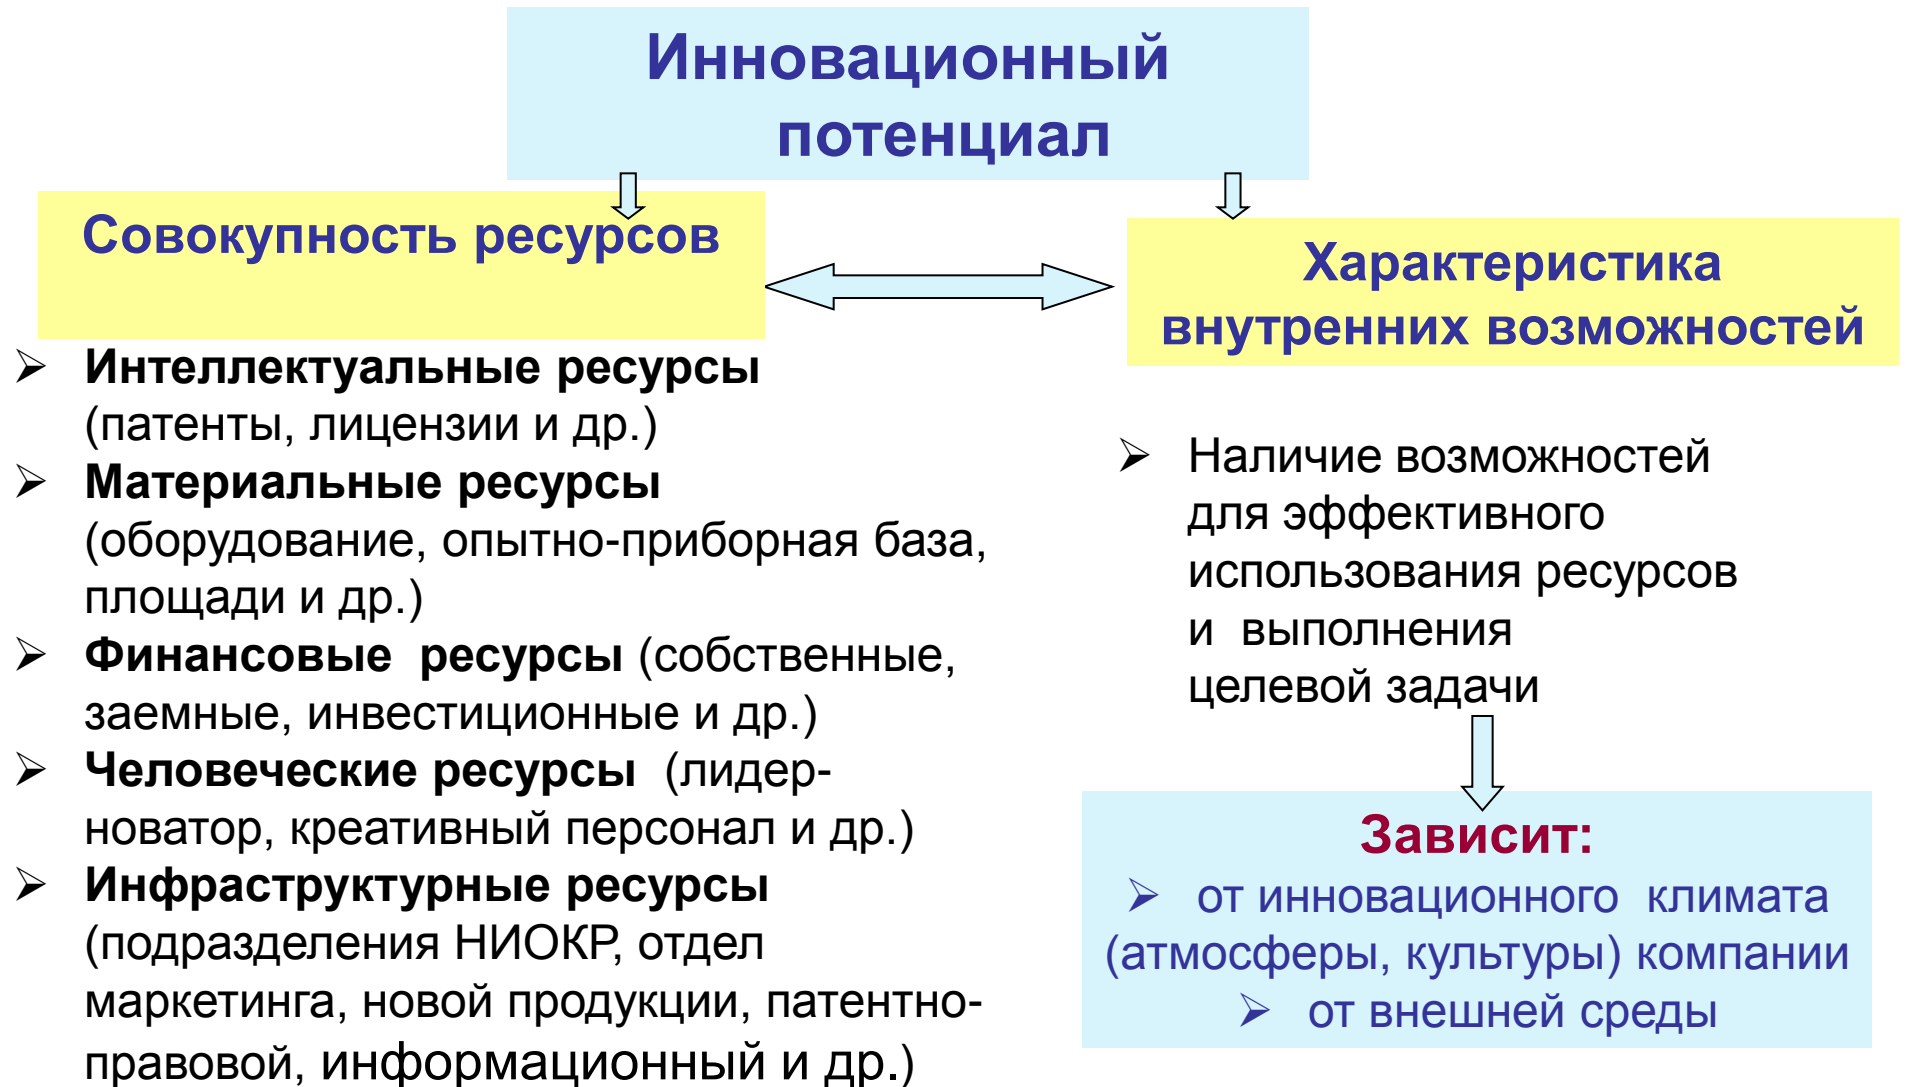 Инновационный
потенциал
Совокупность ресурсов
Характеристика
внутренних возможностей
➢ Интеллектуальные ресурсы
(патенты, лицензии и др.)
➢ Материальные ресурсы
(оборудование, опытно-приборная база,
площади и др.)
➢ Финансовые ресурсы (собственные,
заемные, инвестиционные и др.)
➢ Человеческие ресурсы (лидер-
новатор, креативный персонал и др.)
➢ Инфраструктурные ресурсы
(подразделения НИОКР, отдел
маркетинга, новой продукции, патентно-
правовой, информационный и др.)
➢ Наличие возможностей
для эффективного
использования ресурсов
и выполнения
целевой задачи
Зависит:
➢ от инновационного климата
(атмосферы, культуры) компании
➢ от внешней среды